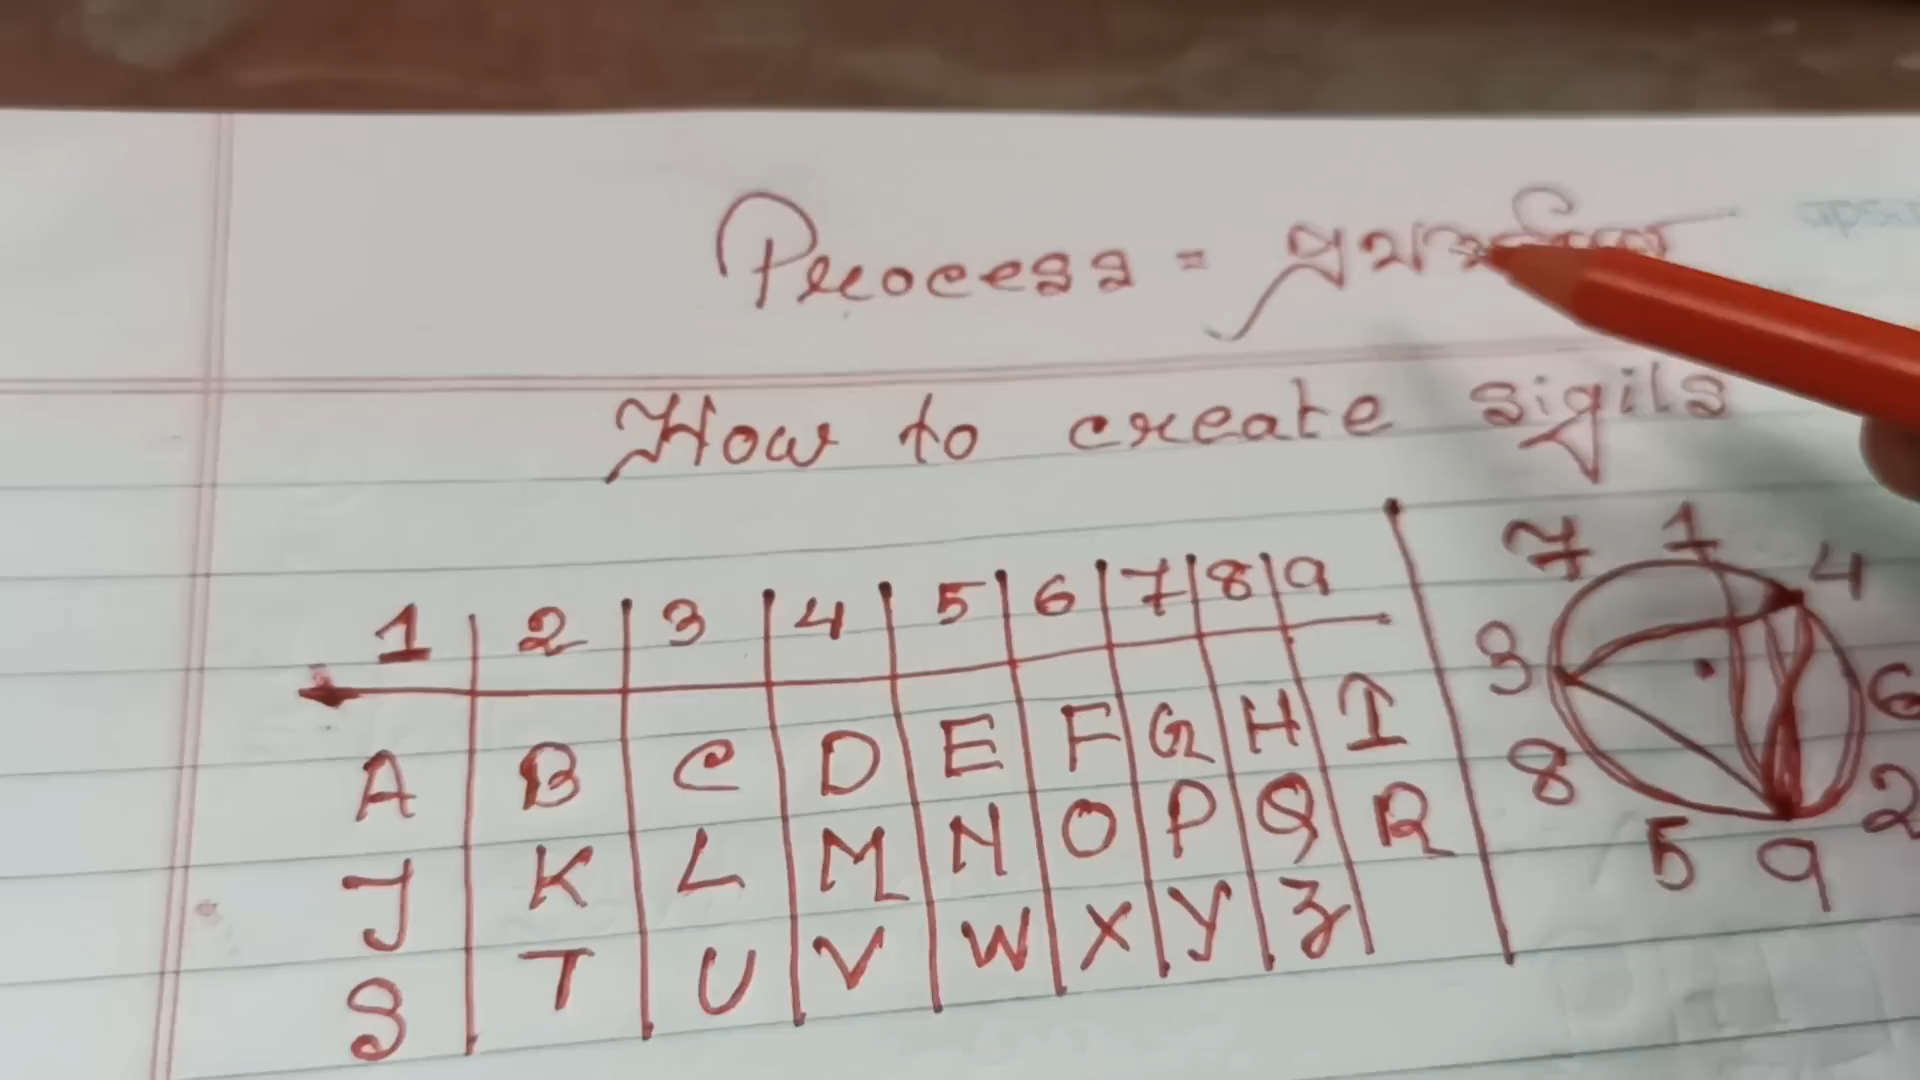 Process =
How to create sigils
1 2 3 4 5 6 7 8 9
A B C D E F G H I
J K L M N O P Q R
S T U V W X Y Z
7 1 4
3 6
8 2
5 9